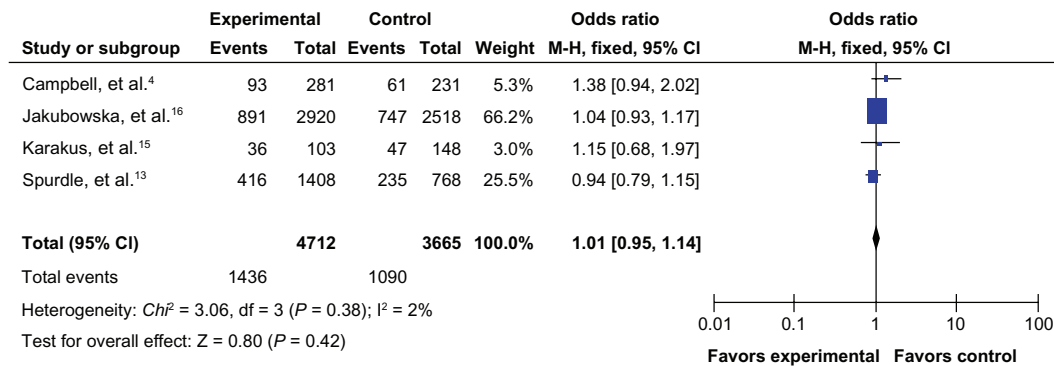 Experimental Control Odds ratio Odds ratio
Study or subgroup Events Total Events Total Weight M-H, fixed, 95% CI M-H, fixed, 95% CI
Campbell, et al.⁴ 93 281 61 231 5.3% 1.38 [0.94, 2.02]
Jakubowska, et al.¹⁶ 891 2920 747 2518 66.2% 1.04 [0.93, 1.17]
Karakus, et al.¹⁵ 36 103 47 148 3.0% 1.15 [0.68, 1.97]
Spurdle, et al.¹³ 416 1408 235 768 25.5% 0.94 [0.79, 1.15]
Total (95% CI) 4712 3665 100.0% 1.01 [0.95, 1.14]
Total events 1436 1090
Heterogeneity: Chi² = 3.06, df = 3 (P = 0.38); I² = 2%
Test for overall effect: Z = 0.80 (P = 0.42)
0.01 0.1 1 10 100
Favors experimental Favors control